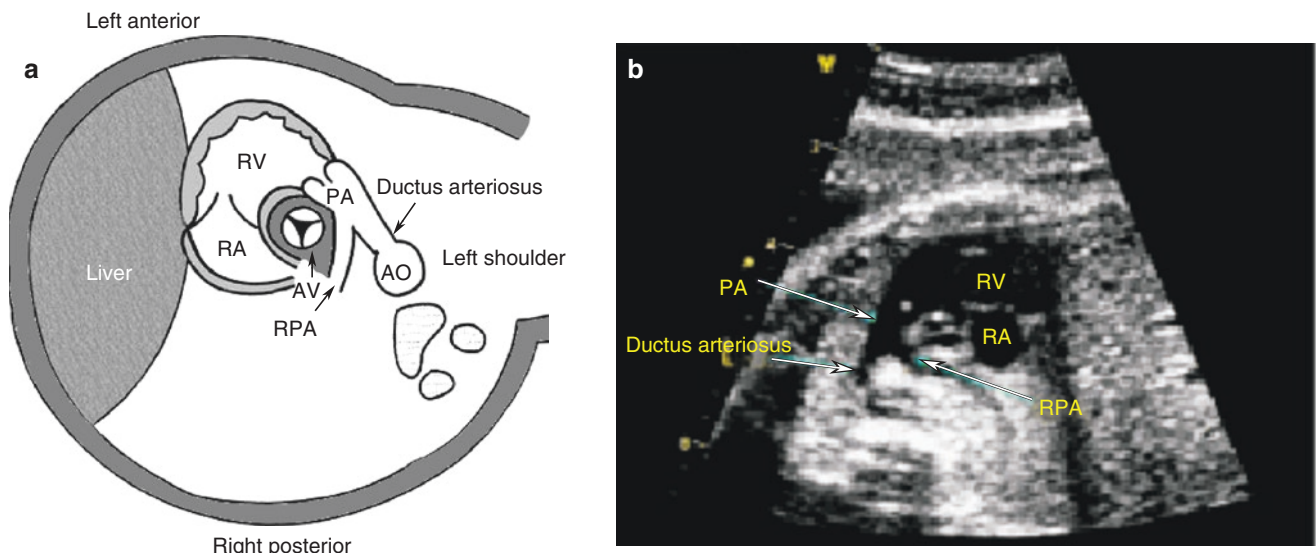 Left anterior
a
RV
PA
Ductus arteriosus
RA
Liver
AO
Left shoulder
AV
RPA
Right posterior
b
V
RV
PA
RA
Ductus arteriosus
RPA